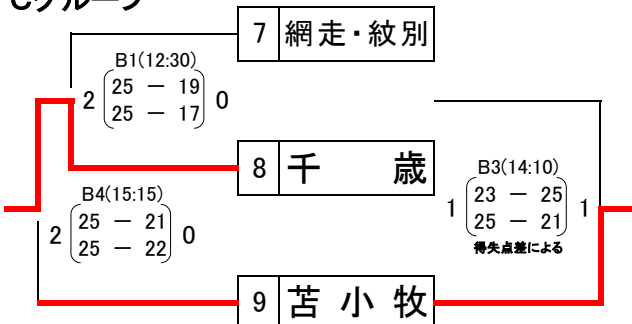 Cグループ
7 網走・紋別
B1(12:30)
2 25 － 19 0
25 － 17
8 千 歳
B3(14:10)
1 23 － 25 1
25 － 21
得失点差による
B4(15:15)
2 25 － 21 0
25 － 22
9 苫小牧